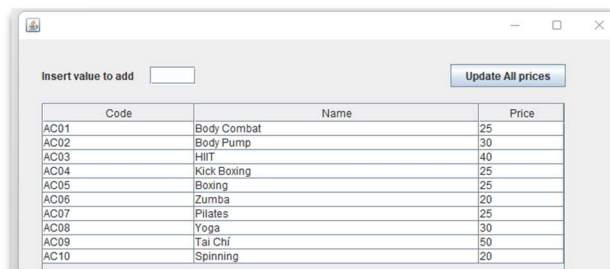 Insert value to add Update All prices
Code Name Price
AC01 Body Combat 25
AC02 Body Pump 30
AC03 HIIT 40
AC04 Kick Boxing 25
AC05 Boxing 25
AC06 Zumba 20
AC07 Pilates 25
AC08 Yoga 30
AC09 Tai Chí 50
AC10 Spinning 20